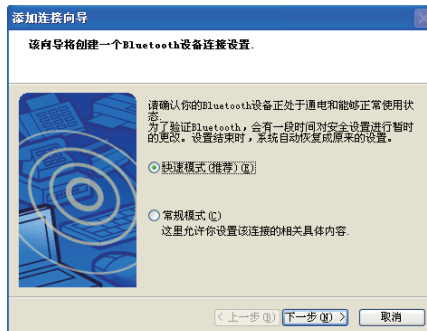 添加连接向导
该向导将创建一个Bluetooth设备连接设置.
请确认你的Bluetooth设备正处于通电和能够正常使用状
态.
为了验证Bluetooth,会有一段时间对安全设置进行暂时
的更改。设置结束时,系统自动恢复成原来的设置。
快速模式(推荐)(E)
常规模式(C)
这里允许你设置该连接的相关具体内容.
< 上一步(B) 下一步(N) > 取消